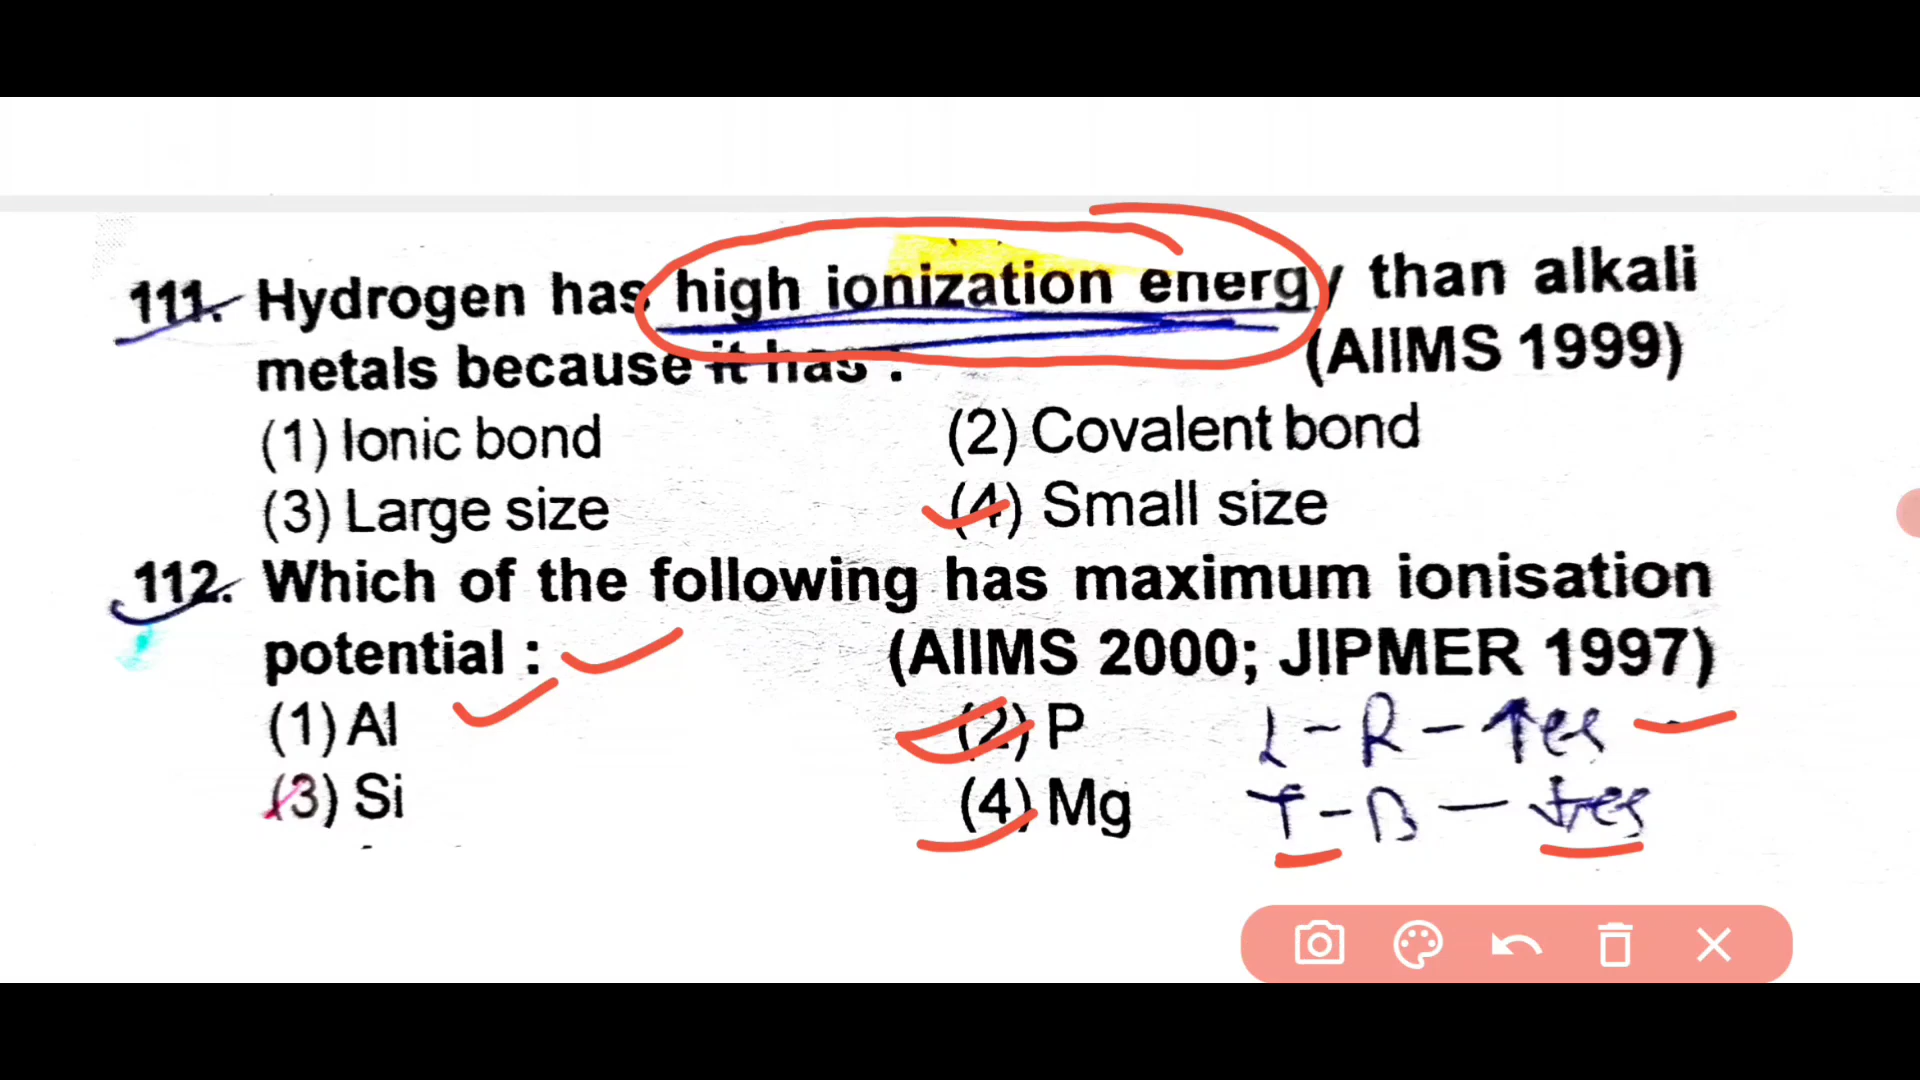 111. Hydrogen has high ionization energy than alkali
metals because it has : (AIIMS 1999)
(1) Ionic bond (2) Covalent bond
(3) Large size (4) Small size
112. Which of the following has maximum ionisation
potential : (AIIMS 2000; JIPMER 1997)
(1) Al (2) P L-R-↑es
(3) Si (4) Mg T-B-↓es